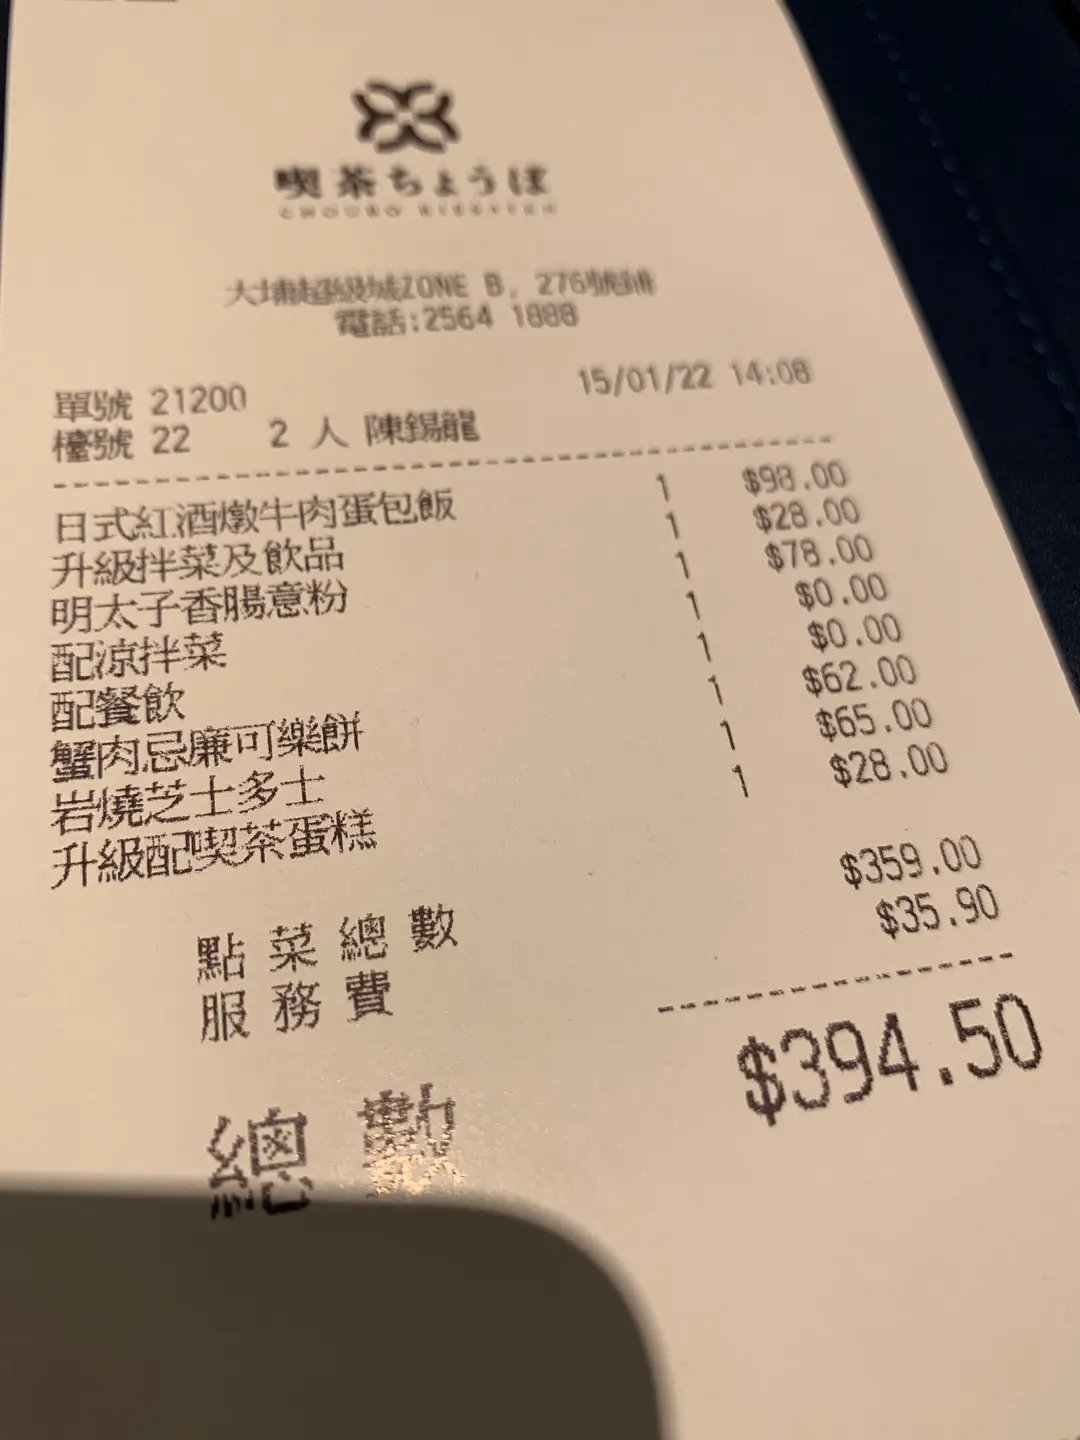 喫茶ちょうぼ
CHOUBO KISSATEN
大埔超級城ZONE B, 276號舖
電話:2564 1888
單號 21200 15/01/22 14:08
檯號 22 2 人 陳錫龍
日式紅酒燉牛肉蛋包飯 1 $98.00
升級拌菜及飲品 1 $28.00
明太子香腸意粉 1 $78.00
配涼拌菜 1 $0.00
配餐飲 1 $0.00
蟹肉忌廉可樂餅 1 $62.00
岩燒芝士多士 1 $65.00
升級配喫茶蛋糕 1 $28.00
點菜總數 $359.00
服務費 $35.90
總數 $394.50